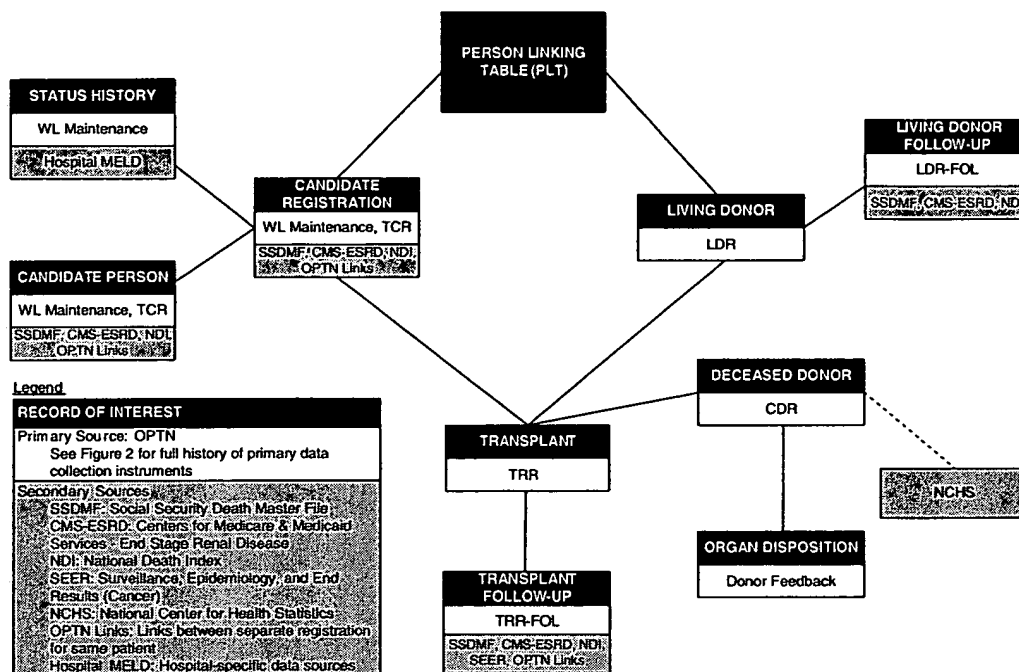 PERSON LINKING
TABLE (PLT)
STATUS HISTORY
WL Maintenance
Hospital MELD
CANDIDATE
REGISTRATION
WL Maintenance, TCR
SSDMF, CMS-ESRD, NDI,
OPTN Links
LIVING DONOR
LDR
LIVING DONOR
FOLLOW-UP
LDR-FOL
SSDMF, CMS-ESRD, ND
CANDIDATE PERSON
WL Maintenance, TCR
SSDMF, CMS-ESRD, NDI,
OPTN Links
DECEASED DONOR
CDR
NCHS
TRANSPLANT
TRR
ORGAN DISPOSITION
Donor Feedback
TRANSPLANT
FOLLOW-UP
TRR-FOL
SSDMF, CMS-ESRD, NDI,
SEER, OPTN Links
Legend
RECORD OF INTEREST
Primary Source: OPTN
See Figure 2 for full history of primary data
collection instruments
Secondary Sources
SSDMF: Social Security Death Master File
CMS-ESRD: Centers for Medicare & Medicaid
Services - End Stage Renal Disease
NDI: National Death Index
SEER: Surveillance, Epidemiology, and End
Results (Cancer)
NCHS: National Center for Health Statistics
OPTN Links: Links between separate registration
for same patient
Hospital MELD: Hospital-specific data sources